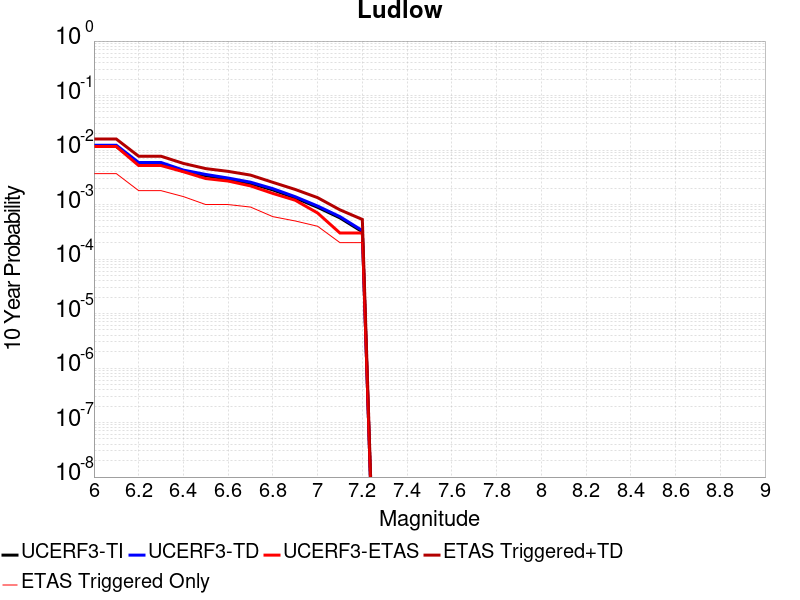 Ludlow
10 Year Probability
10^0
10^-1
10^-2
10^-3
10^-4
10^-5
10^-6
10^-7
10^-8
6 6.2 6.4 6.6 6.8 7 7.2 7.4 7.6 7.8 8 8.2 8.4 8.6 8.8 9
Magnitude
UCERF3-TI UCERF3-TD UCERF3-ETAS ETAS Triggered+TD
ETAS Triggered Only